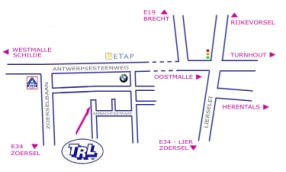 E19
BRECHT
RIJKEVORSEL
WESTMALLE
SCHILDE
ETAP
TURNHOUT
ANTWERPSESTEENWEG
OOSTMALLE
ZOERSELBAAN
LIERSELEI
HERENTALS
E34
ZOERSEL
TRL
E34 - LIER
ZOERSEL